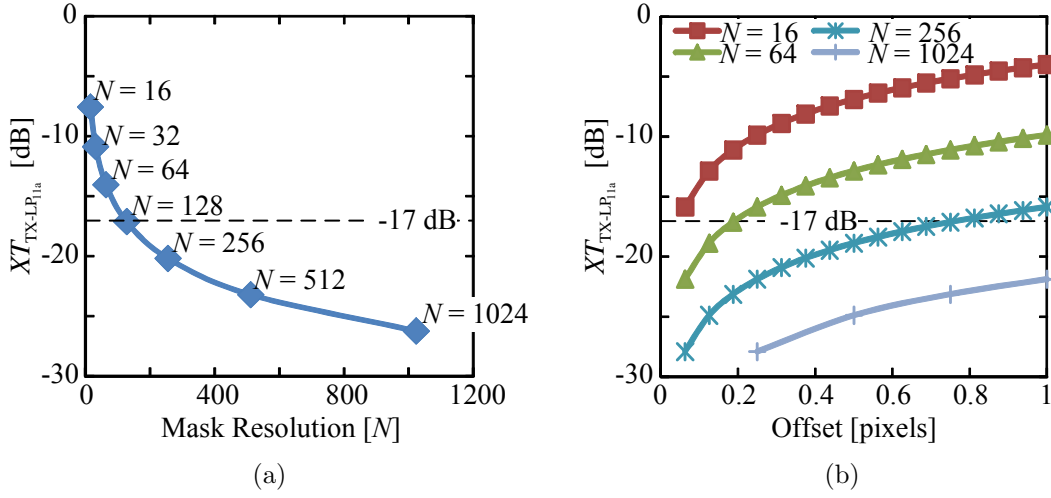 0
-10
-20
-30
XT_TX-LP11a [dB]
N = 16
N = 32
N = 64
N = 128
-17 dB
N = 256
N = 512
N = 1024
0 400 800 1200
Mask Resolution [N]
(a)
0
-10
-20
-30
XT_TX-LP11a [dB]
N = 16 N = 256
N = 64 N = 1024
-17 dB
0 0.2 0.4 0.6 0.8 1
Offset [pixels]
(b)